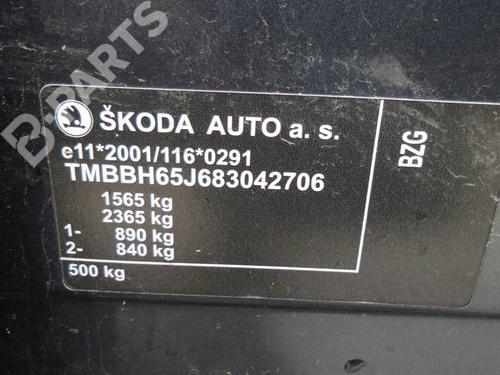 B-PARTS
ŠKODA AUTO a. s.
e11*2001/116*0291
TMBBH65J683042706
1565 kg
2365 kg
1- 890 kg
2- 840 kg
500 kg
BZG